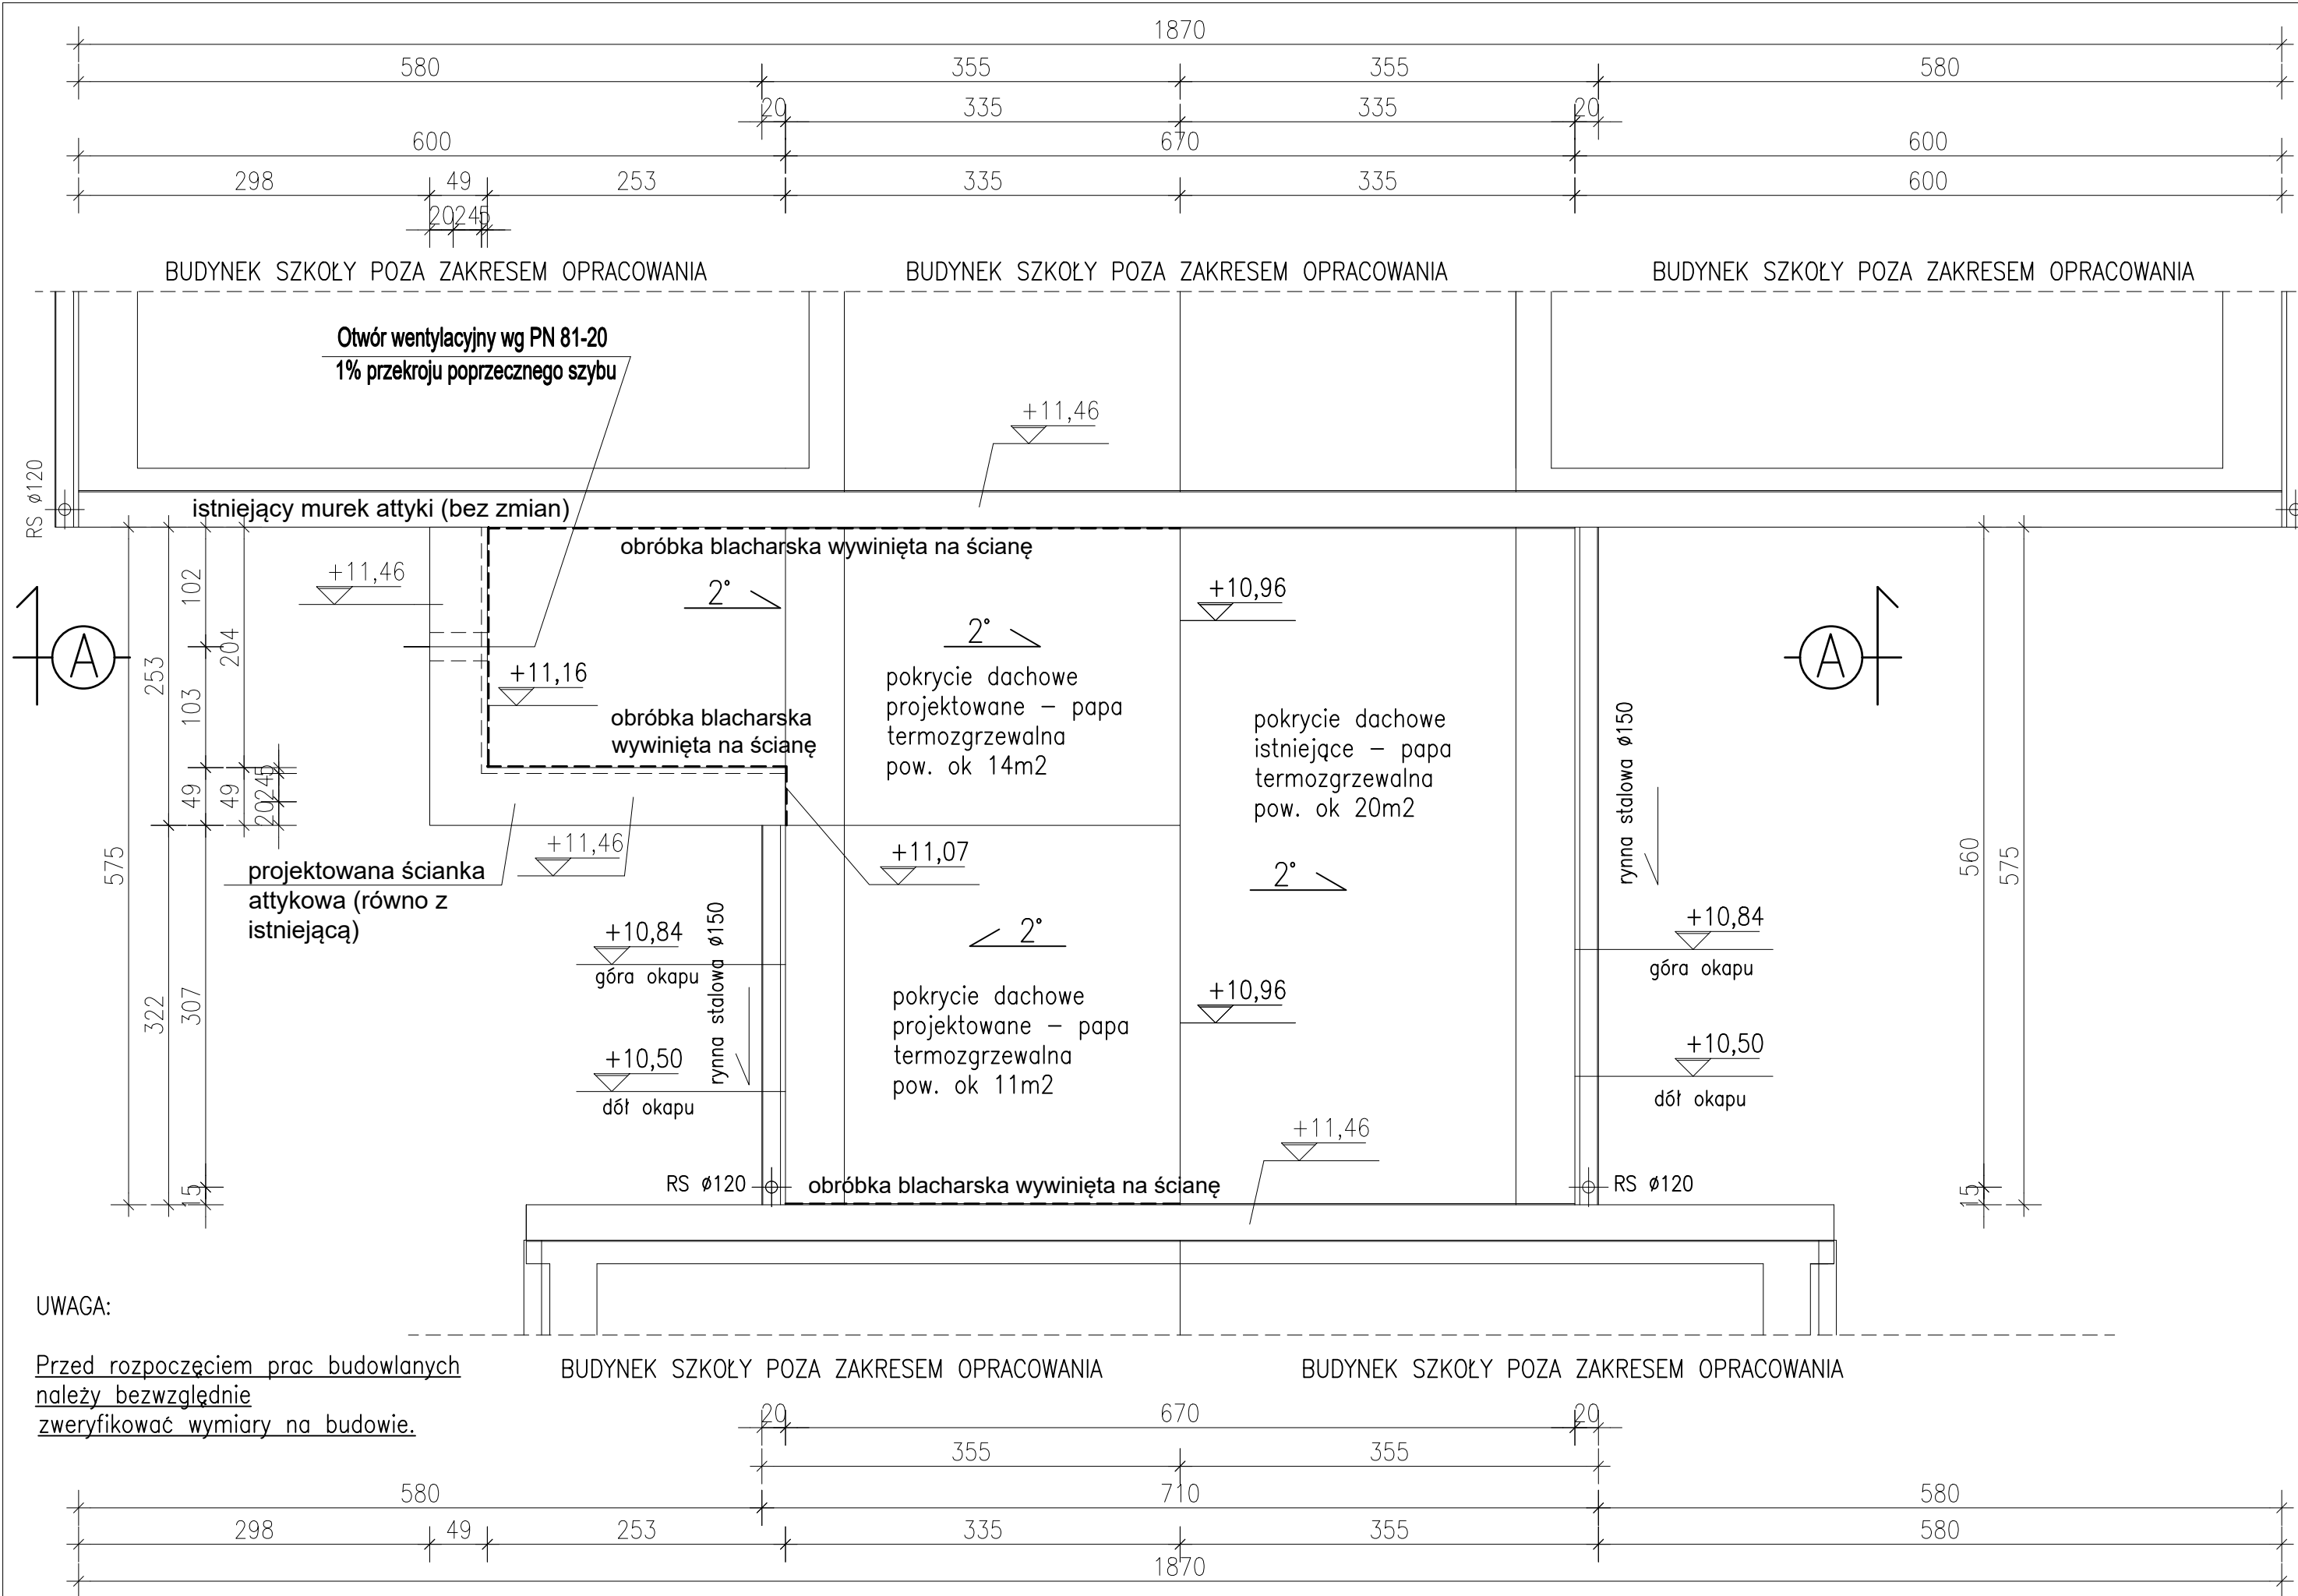 1870
580 355 355 580
20 335 335 20
600 670 600
298 49 253 335 335 600
20 24 5
BUDYNEK SZKOŁY POZA ZAKRESEM OPRACOWANIA
BUDYNEK SZKOŁY POZA ZAKRESEM OPRACOWANIA
BUDYNEK SZKOŁY POZA ZAKRESEM OPRACOWANIA
Otwór wentylacyjny wg PN 81-20
1% przekroju poprzecznego szybu
+11,46
RS ø120
istniejący murek attyki (bez zmian)
obróbka blacharska wywinięta na ścianę
+11,46
2°
2°
+10,96
A
A
102
204
253
103
+11,16
obróbka blacharska
wywinięta na ścianę
pokrycie dachowe
projektowane – papa
termozgrzewalna
pow. ok 14m2
pokrycie dachowe
istniejące – papa
termozgrzewalna
pow. ok 20m2
rynna stalowa ø150
49
49
20 24 5
575
+11,46
+11,07
projektowana ścianka
attykowa (równo z
istniejącą)
2°
560
575
+10,84
góra okapu
rynna stalowa ø150
2°
+10,84
góra okapu
322
307
pokrycie dachowe
projektowane – papa
termozgrzewalna
pow. ok 11m2
+10,96
+10,50
dół okapu
+10,50
dół okapu
+11,46
15
RS ø120
obróbka blacharska wywinięta na ścianę
RS ø120
15
UWAGA:
Przed rozpoczęciem prac budowlanych
należy bezwzględnie
zweryfikować wymiary na budowie.
BUDYNEK SZKOŁY POZA ZAKRESEM OPRACOWANIA
BUDYNEK SZKOŁY POZA ZAKRESEM OPRACOWANIA
20 670 20
355 355
580 710 580
298 49 253 335 355 580
1870